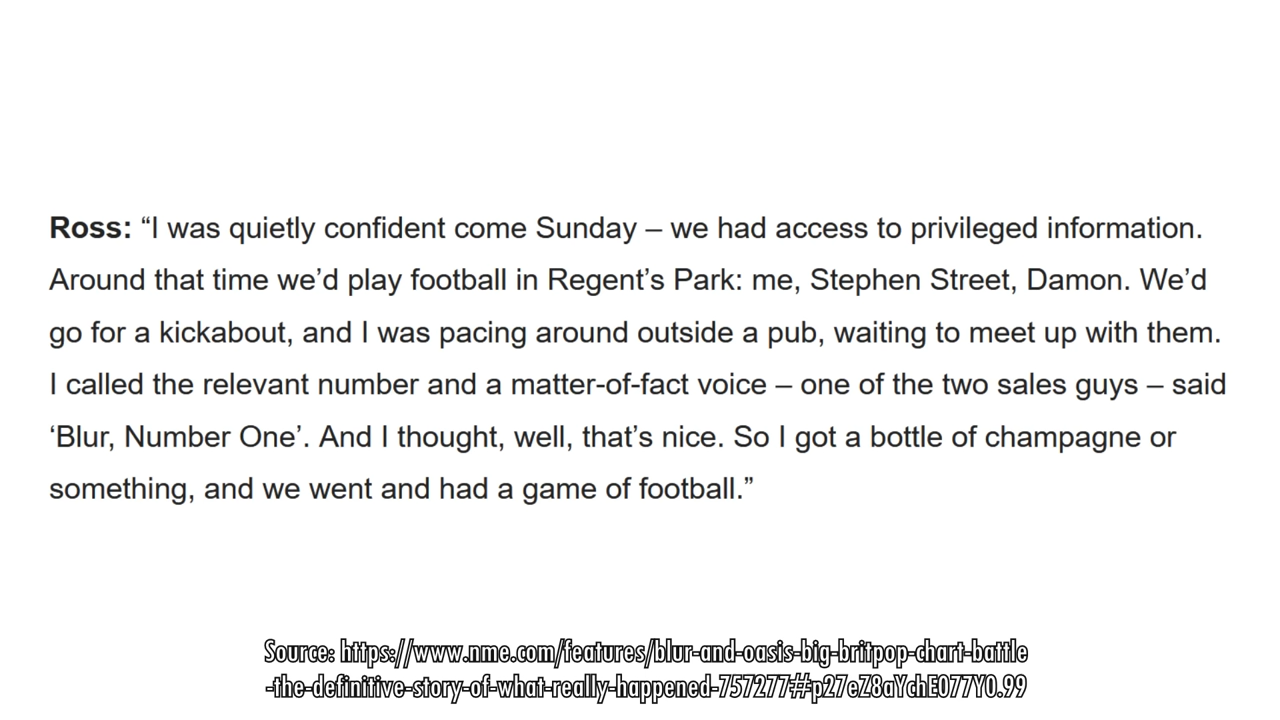 Ross: “I was quietly confident come Sunday – we had access to privileged information.
Around that time we’d play football in Regent’s Park: me, Stephen Street, Damon. We’d
go for a kickabout, and I was pacing around outside a pub, waiting to meet up with them.
I called the relevant number and a matter-of-fact voice – one of the two sales guys – said
‘Blur, Number One’. And I thought, well, that’s nice. So I got a bottle of champagne or
something, and we went and had a game of football.”
Source: https://www.nme.com/features/blur-and-oasis-big-britpop-chart-battle
-the-definitive-story-of-what-really-happened-757277#p27eZ8aYchE077Y0.99